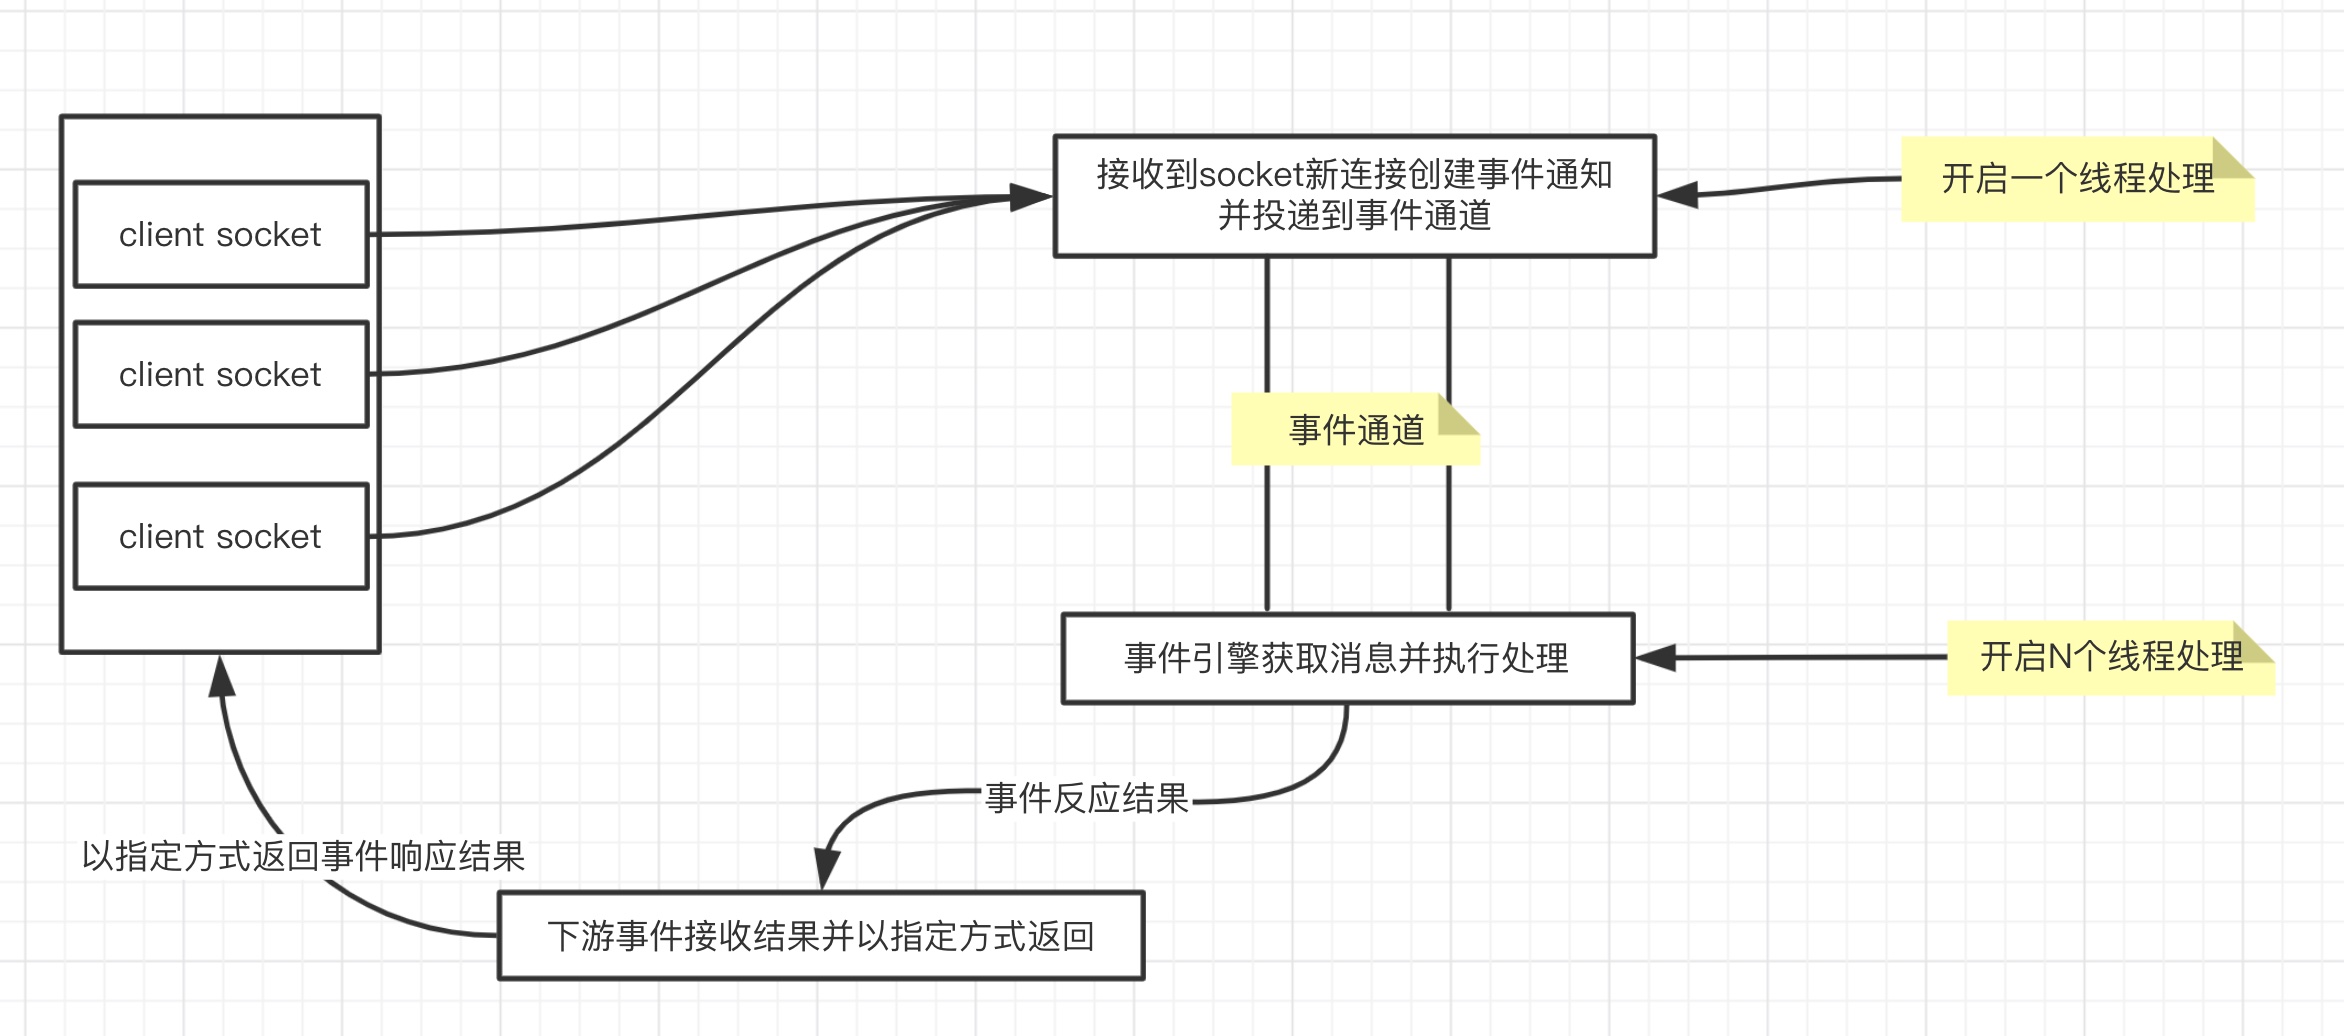 接收到socket新连接创建事件通知
并投递到事件通道
开启一个线程处理
client socket
client socket
事件通道
client socket
事件引擎获取消息并执行处理
开启N个线程处理
事件反应结果
以指定方式返回事件响应结果
下游事件接收结果并以指定方式返回